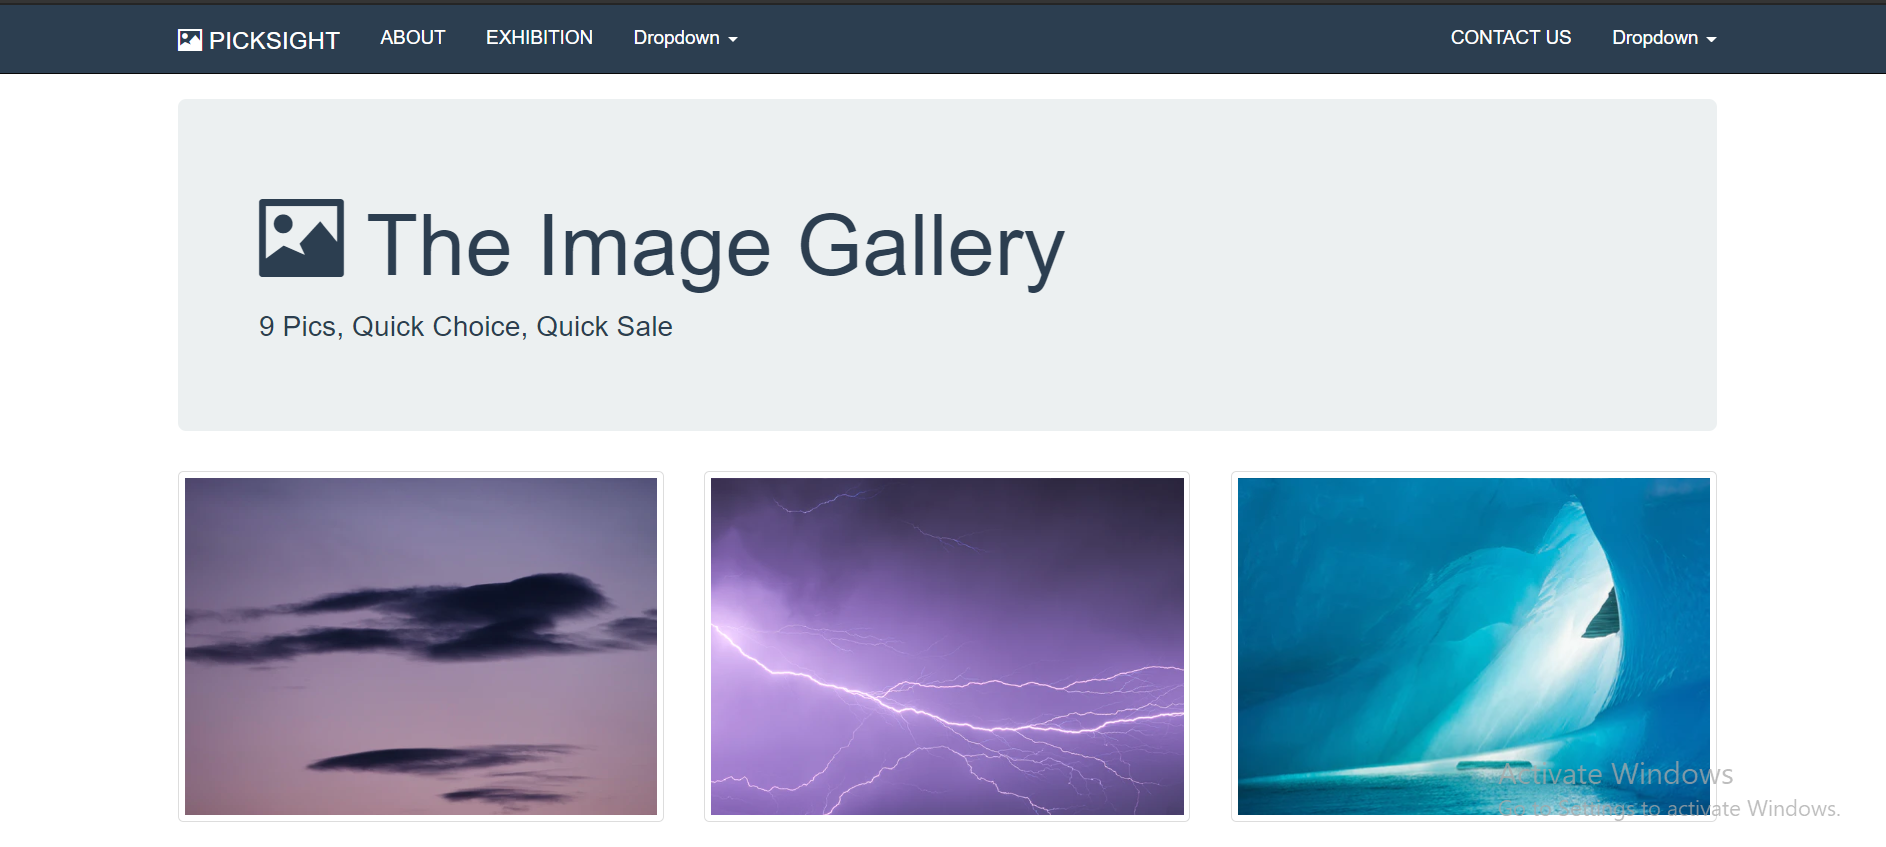 PICKSIGHT ABOUT EXHIBITION Dropdown CONTACT US Dropdown
The Image Gallery
9 Pics, Quick Choice, Quick Sale
Activate Windows
Go to Settings to activate Windows.